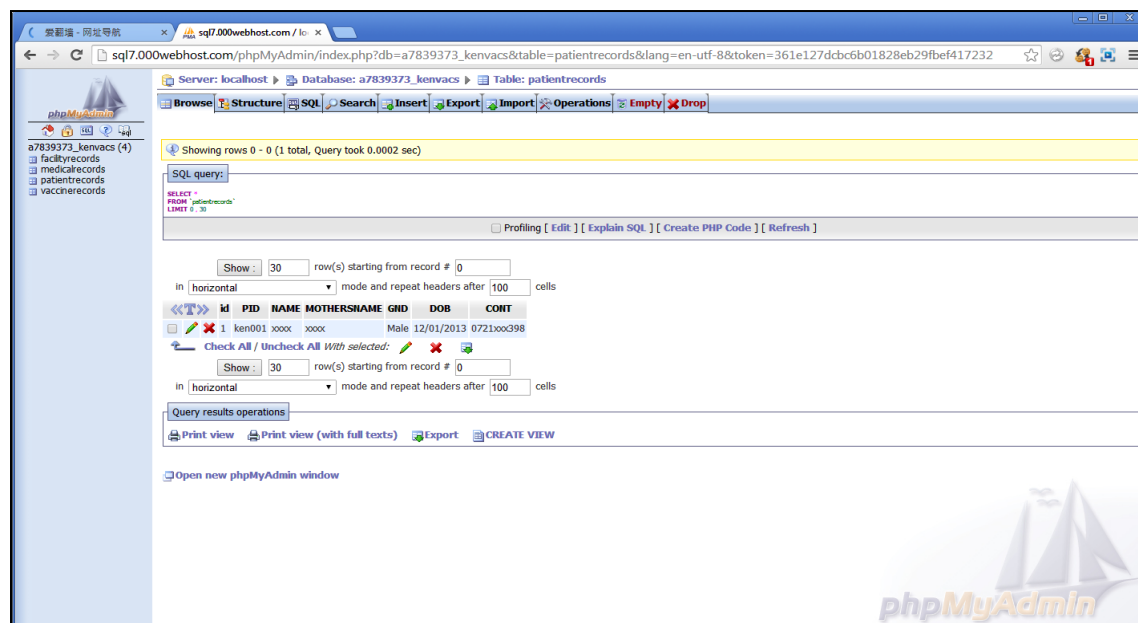 爱翻墙 - 网址导航
sql7.000webhost.com / lo
sql7.000webhost.com/phpMyAdmin/index.php?db=a7839373_kenvacs&table=patientrecords&lang=en-utf-8&token=361e127dcbc6b01828eb29fbef417232
phpMyAdmin
a7839373_kenvacs (4)
facilityrecords
medicalrecords
patientrecords
vaccinerecords
Server: localhost Database: a7839373_kenvacs Table: patientrecords
Browse Structure SQL Search Insert Export Import Operations Empty Drop
Showing rows 0 - 0 (1 total, Query took 0.0002 sec)
SQL query:
SELECT *
FROM `patientrecords`
LIMIT 0 , 30
Profiling [ Edit ] [ Explain SQL ] [ Create PHP Code ] [ Refresh ]
Show : 30 row(s) starting from record # 0
in horizontal mode and repeat headers after 100 cells
id PID NAME MOTHERSNAME GND DOB CONT
1 ken001 xxxx xxxx Male 12/01/2013 0721xxx398
Check All / Uncheck All With selected:
Show : 30 row(s) starting from record # 0
in horizontal mode and repeat headers after 100 cells
Query results operations
Print view Print view (with full texts) Export CREATE VIEW
Open new phpMyAdmin window
phpMyAdmin